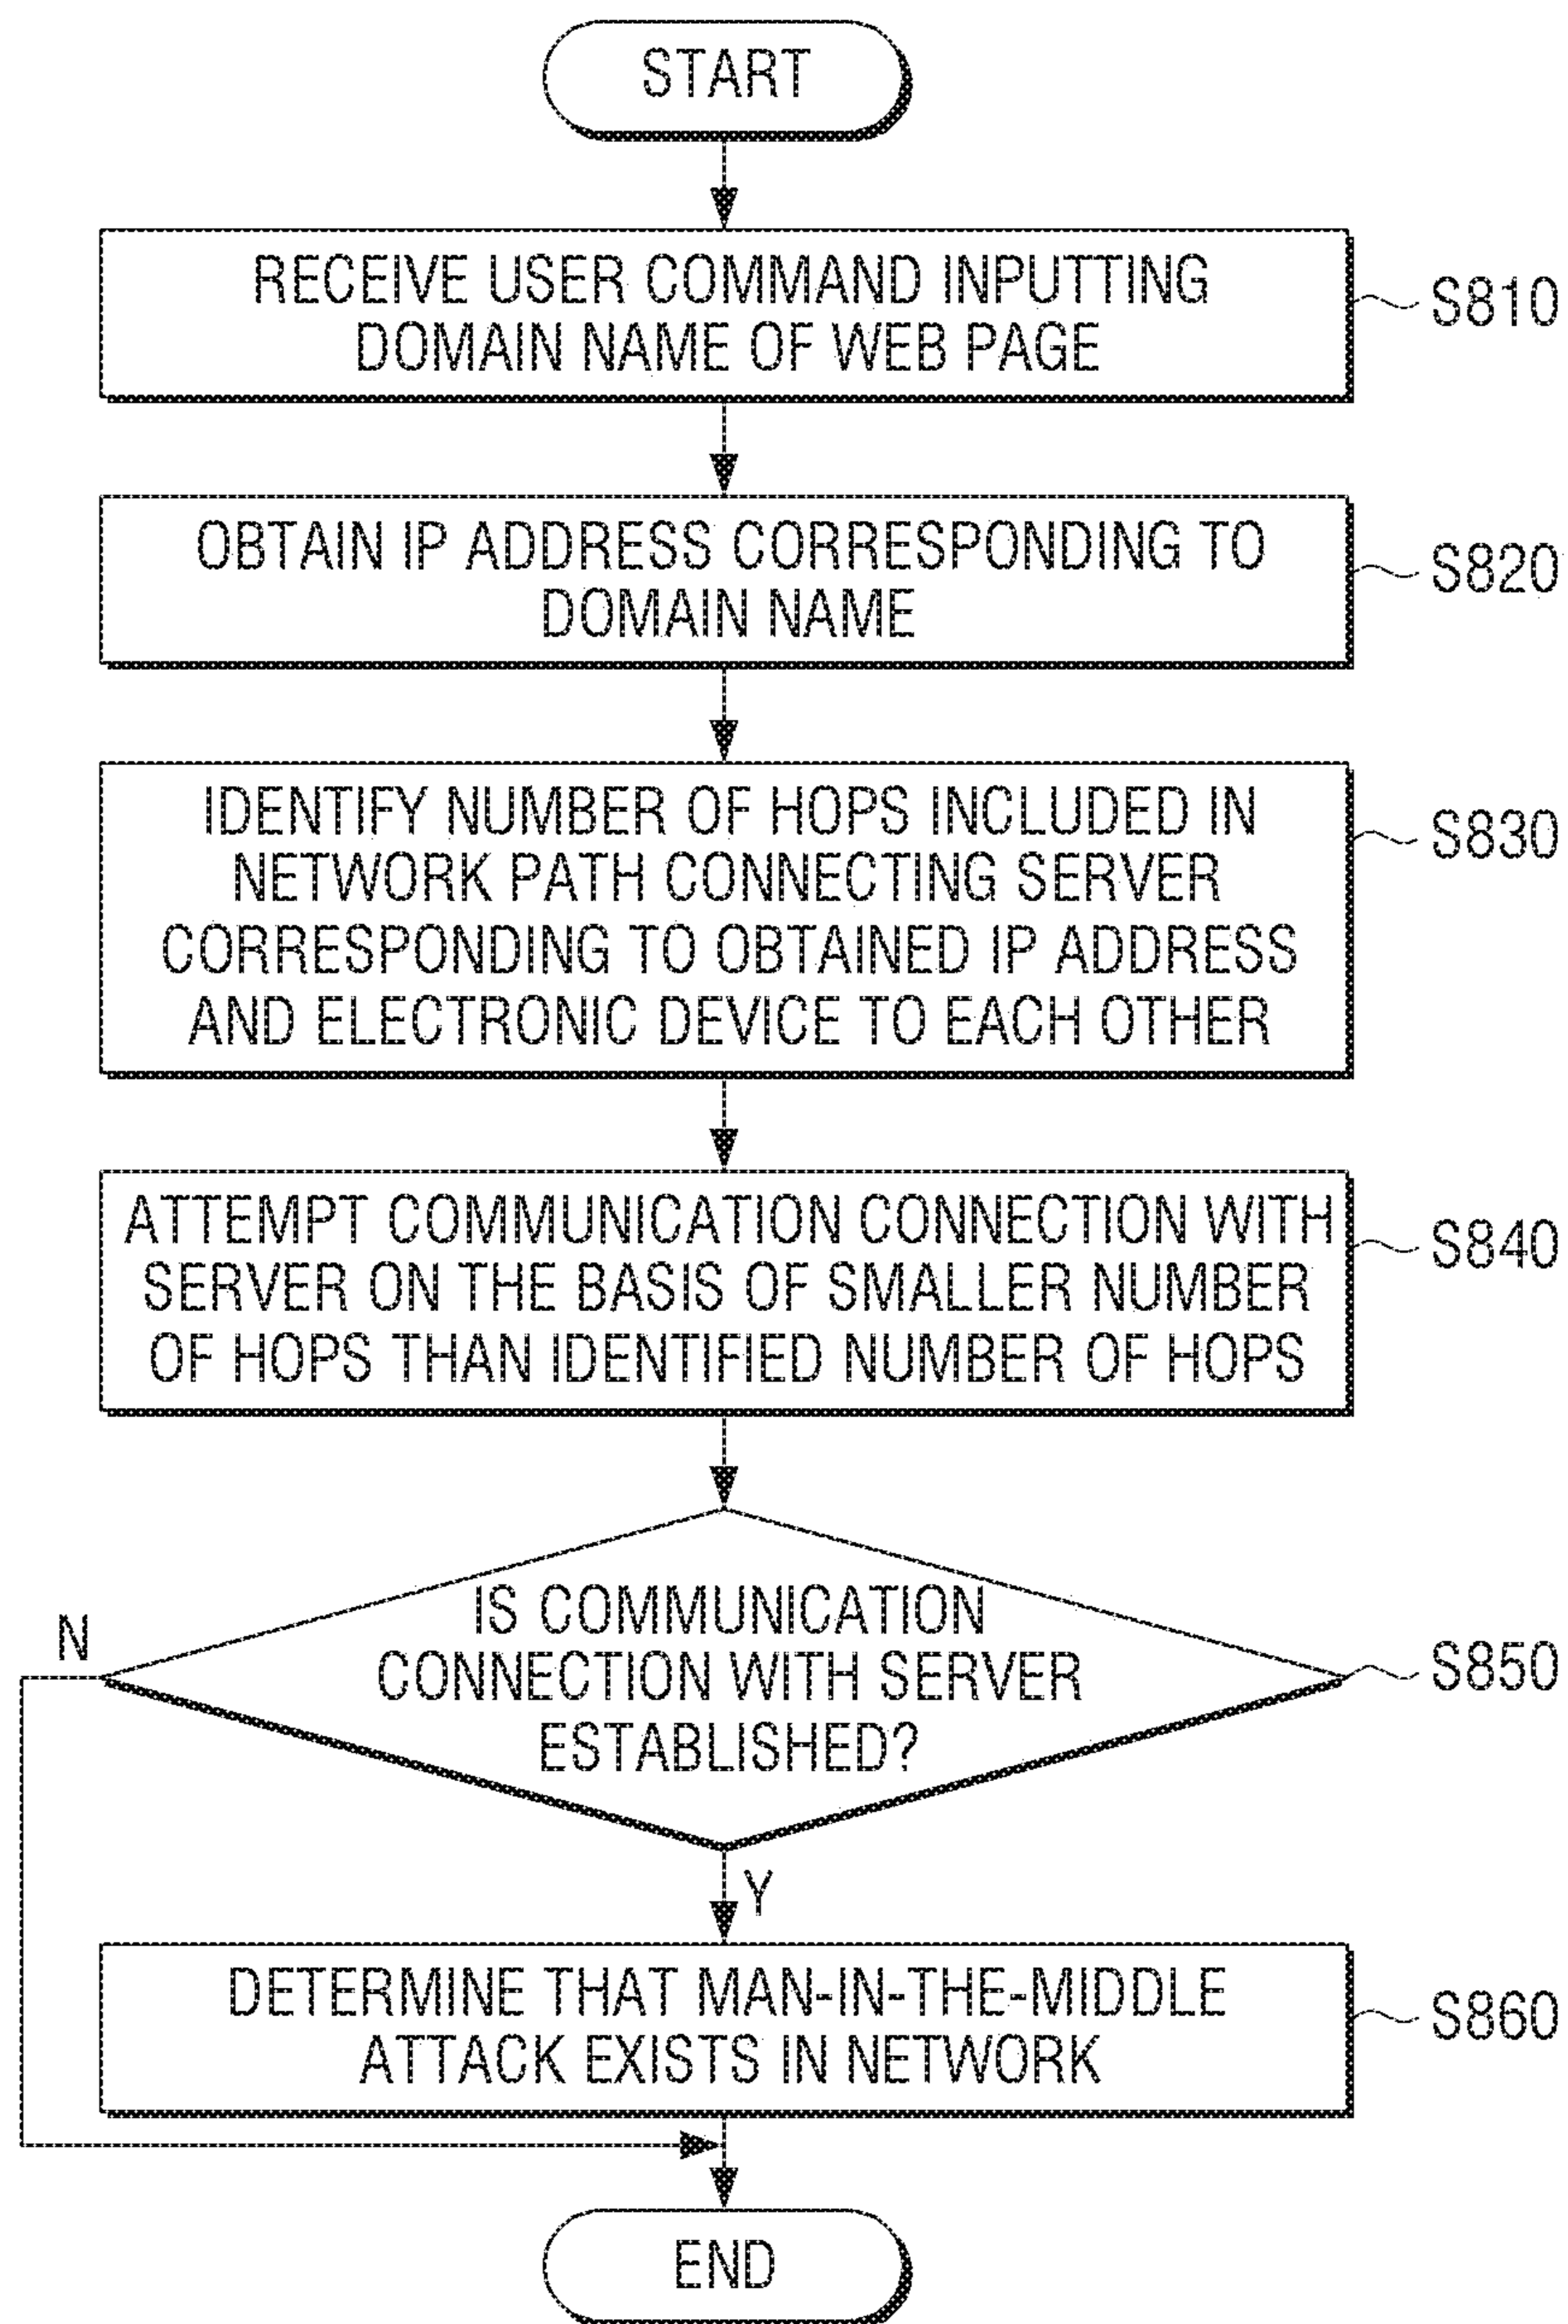 START
RECEIVE USER COMMAND INPUTTING
DOMAIN NAME OF WEB PAGE
S810
OBTAIN IP ADDRESS CORRESPONDING TO
DOMAIN NAME
S820
IDENTIFY NUMBER OF HOPS INCLUDED IN
NETWORK PATH CONNECTING SERVER
CORRESPONDING TO OBTAINED IP ADDRESS
AND ELECTRONIC DEVICE TO EACH OTHER
S830
ATTEMPT COMMUNICATION CONNECTION WITH
SERVER ON THE BASIS OF SMALLER NUMBER
OF HOPS THAN IDENTIFIED NUMBER OF HOPS
S840
IS COMMUNICATION
CONNECTION WITH SERVER
ESTABLISHED?
S850
N
Y
DETERMINE THAT MAN-IN-THE-MIDDLE
ATTACK EXISTS IN NETWORK
S860
END